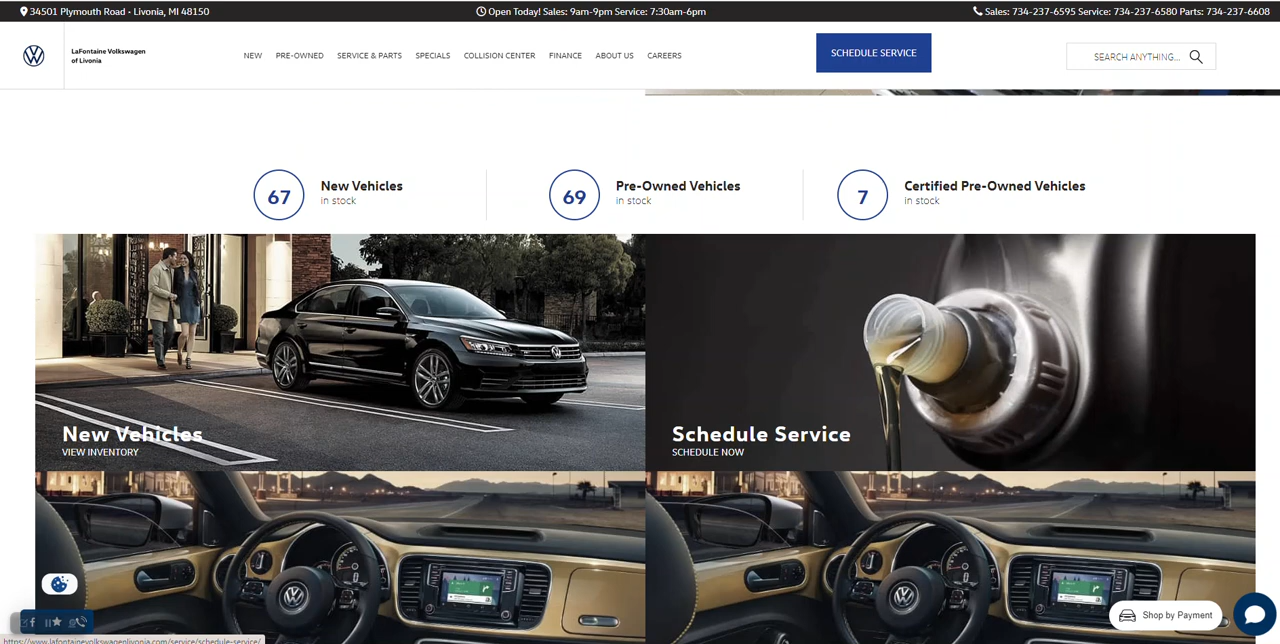 34501 Plymouth Road • Livonia, MI 48150
Open Today! Sales: 9am-9pm Service: 7:30am-6pm
Sales: 734-237-6595 Service: 734-237-6580 Parts: 734-237-6608
LaFontaine Volkswagen
of Livonia
NEW PRE-OWNED SERVICE & PARTS SPECIALS COLLISION CENTER FINANCE ABOUT US CAREERS
SCHEDULE SERVICE
SEARCH ANYTHING...
67
New Vehicles
in stock
69
Pre-Owned Vehicles
in stock
7
Certified Pre-Owned Vehicles
in stock
New Vehicles
VIEW INVENTORY
Schedule Service
SCHEDULE NOW
Shop by Payment
https://www.lafontainevolkswagenlivonia.com/service/schedule-service/